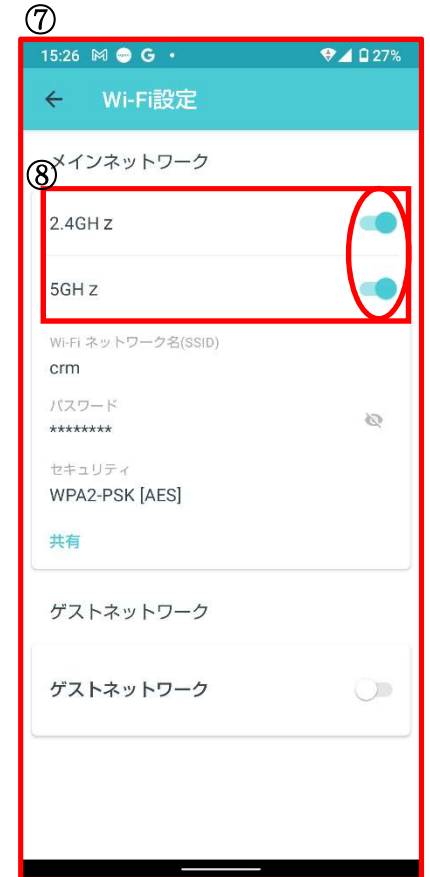 ⑦
15:26 M G • 27%
← Wi-Fi設定
メインネットワーク
⑧
2.4GH z
5GH z
Wi-Fi ネットワーク名(SSID)
crm
パスワード
********
セキュリティ
WPA2-PSK [AES]
共有
ゲストネットワーク
ゲストネットワーク